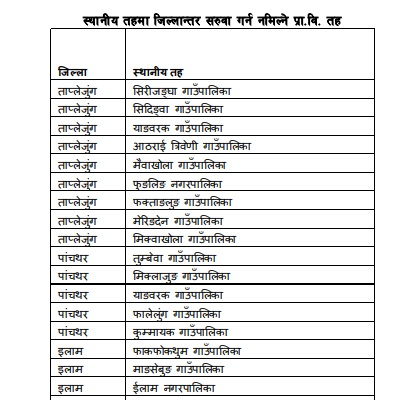 स्थानीय तहमा जिल्लान्तर सरुवा गर्न नमिल्ने प्रा.वि. तह
जिल्ला स्थानीय तह
ताप्लेजुंग सिरीजङ्घा गाउँपालिका
ताप्लेजुंग सिदिङ्वा गाउँपालिका
ताप्लेजुंग याङवरक गाउँपालिका
ताप्लेजुंग आठराई त्रिवेणी गाउँपालिका
ताप्लेजुंग मैवाखोला गाउँपालिका
ताप्लेजुंग फुङलिङ नगरपालिका
ताप्लेजुंग फक्ताङलुङ गाउँपालिका
ताप्लेजुंग मेरिङदेन गाउँपालिका
ताप्लेजुंग मिक्वाखोला गाउँपालिका
पांचथर तुम्बेवा गाउँपालिका
पांचथर मिक्लाजुङ गाउँपालिका
पांचथर याङवरक गाउँपालिका
पांचथर फालेलुंग गाउँपालिका
पांचथर कुम्मायक गाउँपालिका
इलाम फाकफोकथुम गाउँपालिका
इलाम माङसेबुङ गाउँपालिका
इलाम ईलाम नगरपालिका